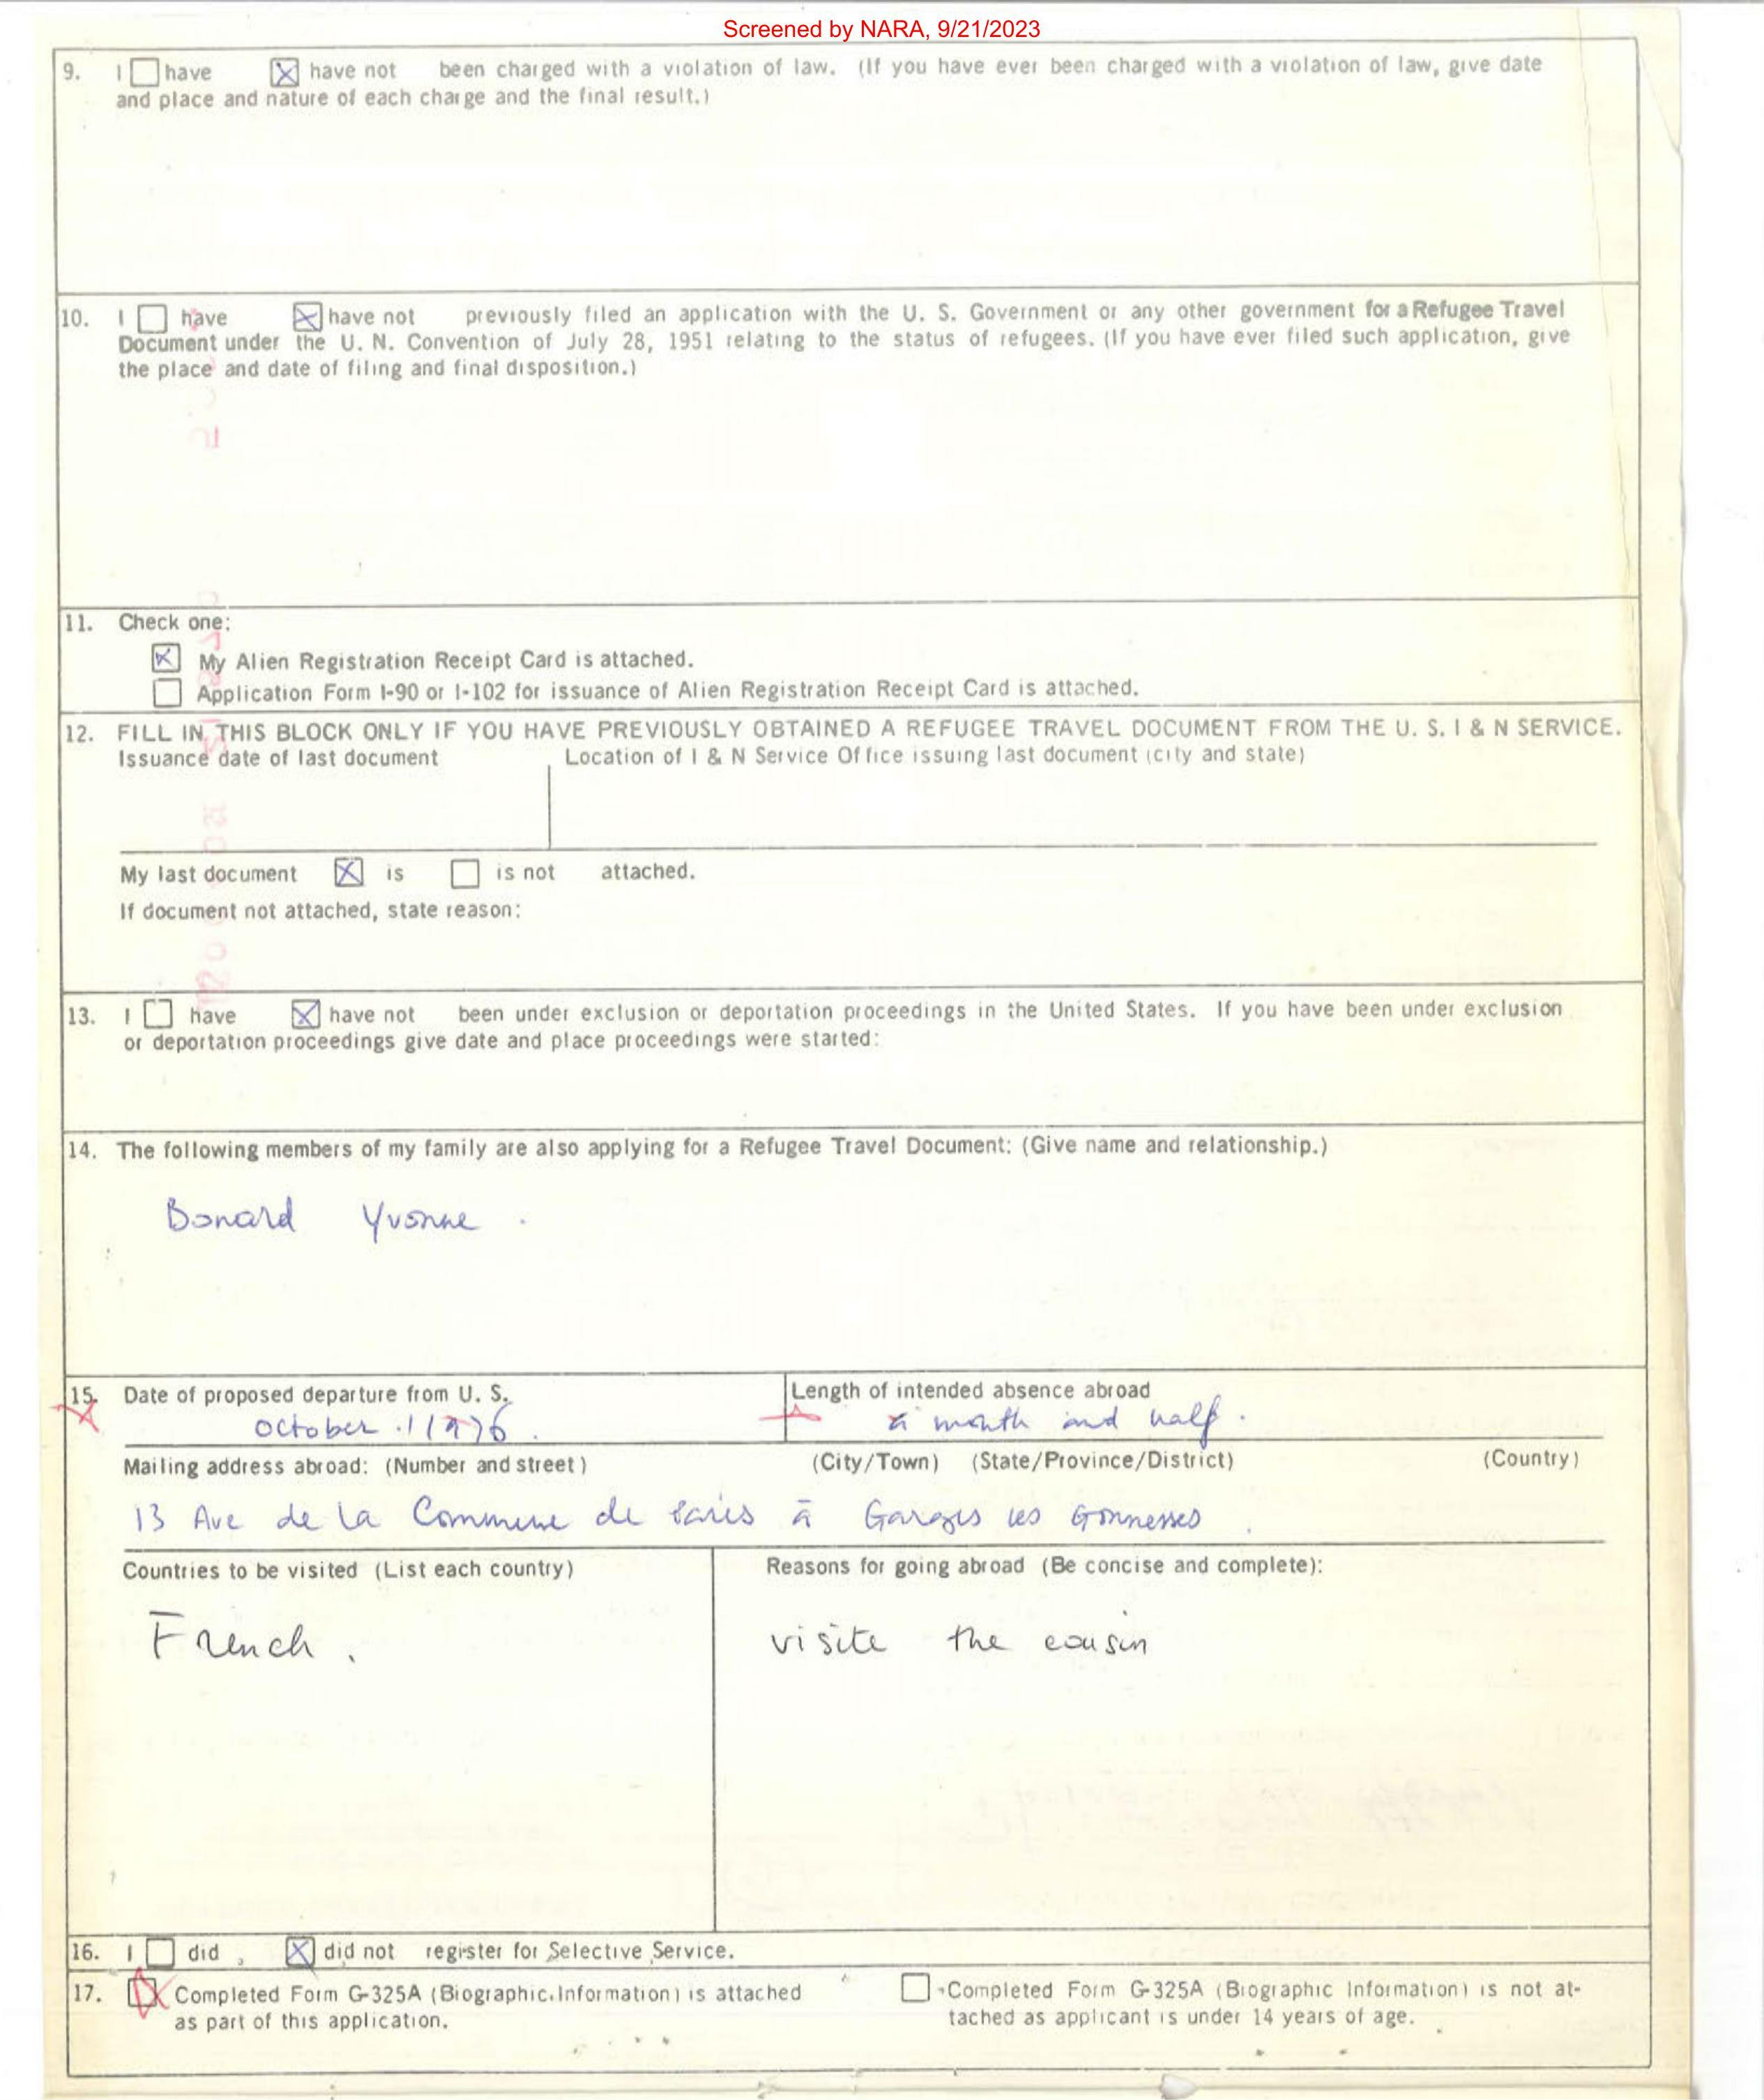 Screened by NARA, 9/21/2023
9. I ☐ have ☒ have not been charged with a violation of law. (If you have ever been charged with a violation of law, give date
and place and nature of each charge and the final result.)
10. I ☐ have ☒ have not previously filed an application with the U. S. Government or any other government for a Refugee Travel
Document under the U. N. Convention of July 28, 1951 relating to the status of refugees. (If you have ever filed such application, give
the place and date of filing and final disposition.)
11. Check one:
☒ My Alien Registration Receipt Card is attached.
☐ Application Form I-90 or I-102 for issuance of Alien Registration Receipt Card is attached.
12. FILL IN THIS BLOCK ONLY IF YOU HAVE PREVIOUSLY OBTAINED A REFUGEE TRAVEL DOCUMENT FROM THE U. S. I & N SERVICE.
Issuance date of last document Location of I & N Service Office issuing last document (city and state)
My last document ☒ is ☐ is not attached.
If document not attached, state reason:
13. I ☐ have ☒ have not been under exclusion or deportation proceedings in the United States. If you have been under exclusion
or deportation proceedings give date and place proceedings were started:
14. The following members of my family are also applying for a Refugee Travel Document: (Give name and relationship.)
Bonard Yvonne .
15. Date of proposed departure from U. S. Length of intended absence abroad
October 1976 . a month and half .
Mailing address abroad: (Number and street) (City/Town) (State/Province/District) (Country)
13 Ave de la Commune de Paris à Garges les Gonnesses .
Countries to be visited (List each country) Reasons for going abroad (Be concise and complete):
French . visite the cousin
16. I ☐ did ☒ did not register for Selective Service.
17. ☒ Completed Form G-325A (Biographic Information) is attached ☐ Completed Form G-325A (Biographic Information) is not at-
as part of this application. tached as applicant is under 14 years of age.